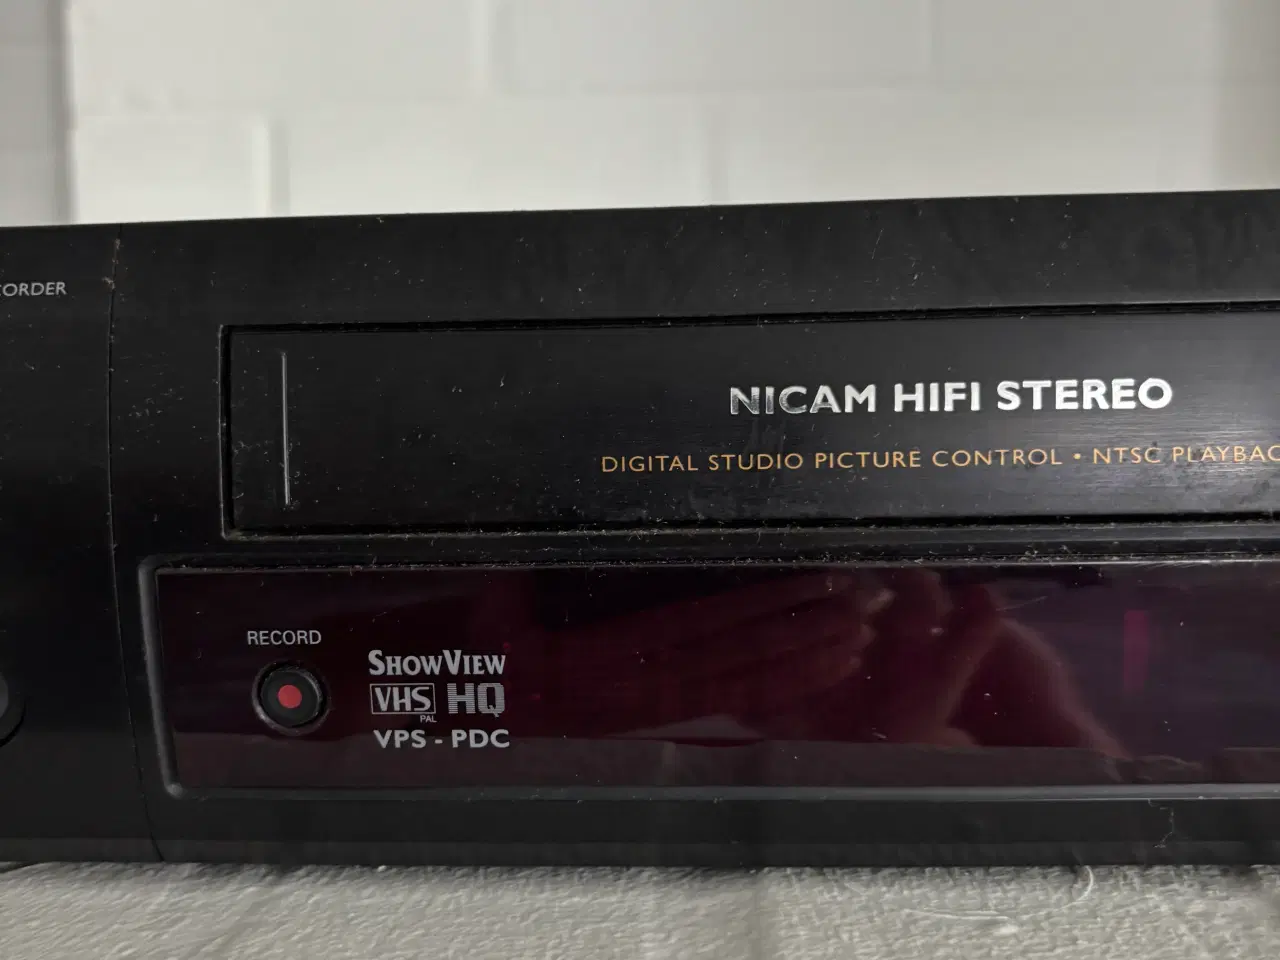 CORDER
NICAM HIFI STEREO
DIGITAL STUDIO PICTURE CONTROL • NTSC PLAYBAC
RECORD
SHOWVIEW
VHS HQ
PAL
VPS - PDC